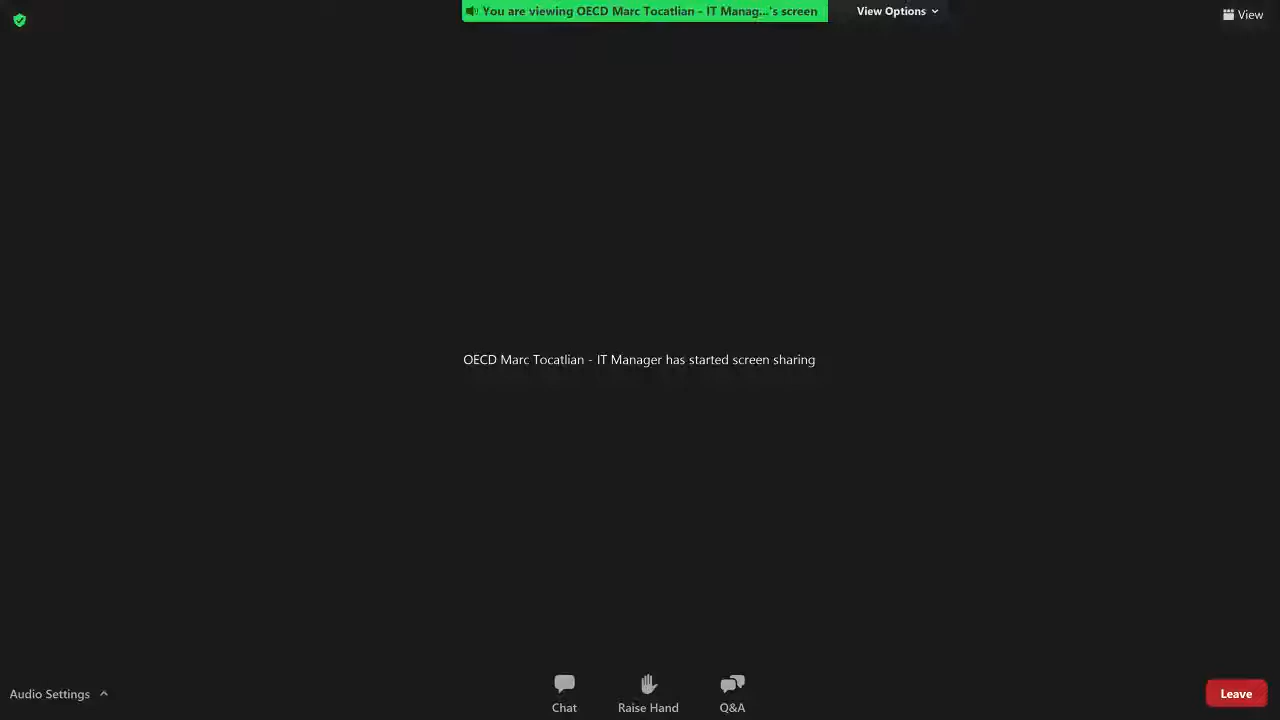 You are viewing OECD Marc Tocatlian - IT Manag...'s screen
View Options
View
OECD Marc Tocatlian - IT Manager has started screen sharing
Audio Settings
Chat
Raise Hand
Q&A
Leave